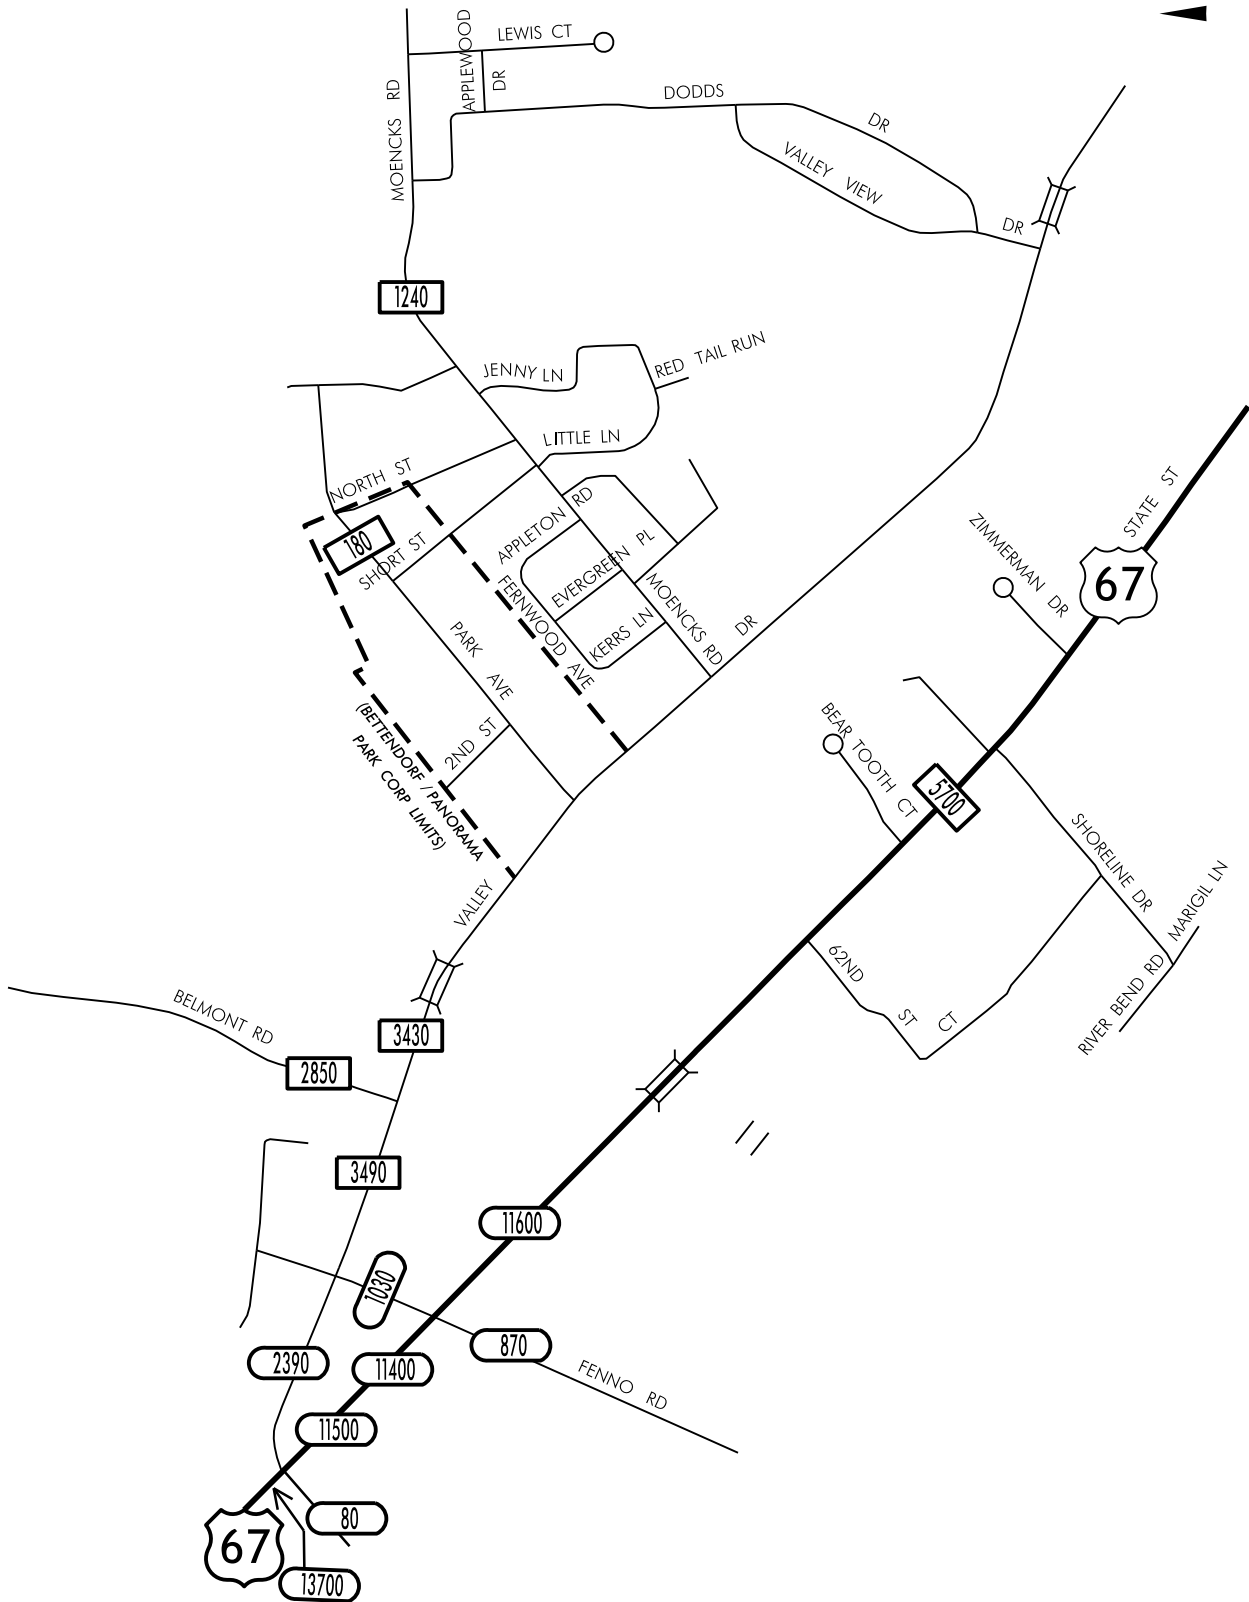 LEWIS CT
APPLEWOOD
DR
MOENCKS RD
DODDS
DR
VALLEY VIEW
DR
1240
JENNY LN
RED TAIL RUN
LITTLE LN
NORTH ST
180
SHORT ST
APPLETON RD
EVERGREEN PL
FERNWOOD AVE
KERRS LN
MOENCKS RD
DR
PARK AVE
2ND ST
(BETTENDORF / PANORAMA
PARK CORP LIMITS)
VALLEY
STATE ST
67
ZIMMERMAN DR
BEAR TOOTH CT
5700
SHORELINE DR
MARIGIL LN
RIVER BEND RD
62ND
ST
CT
BELMONT RD
3430
2850
3490
11600
1030
870
2390
11400
FENNO RD
11500
80
67
13700